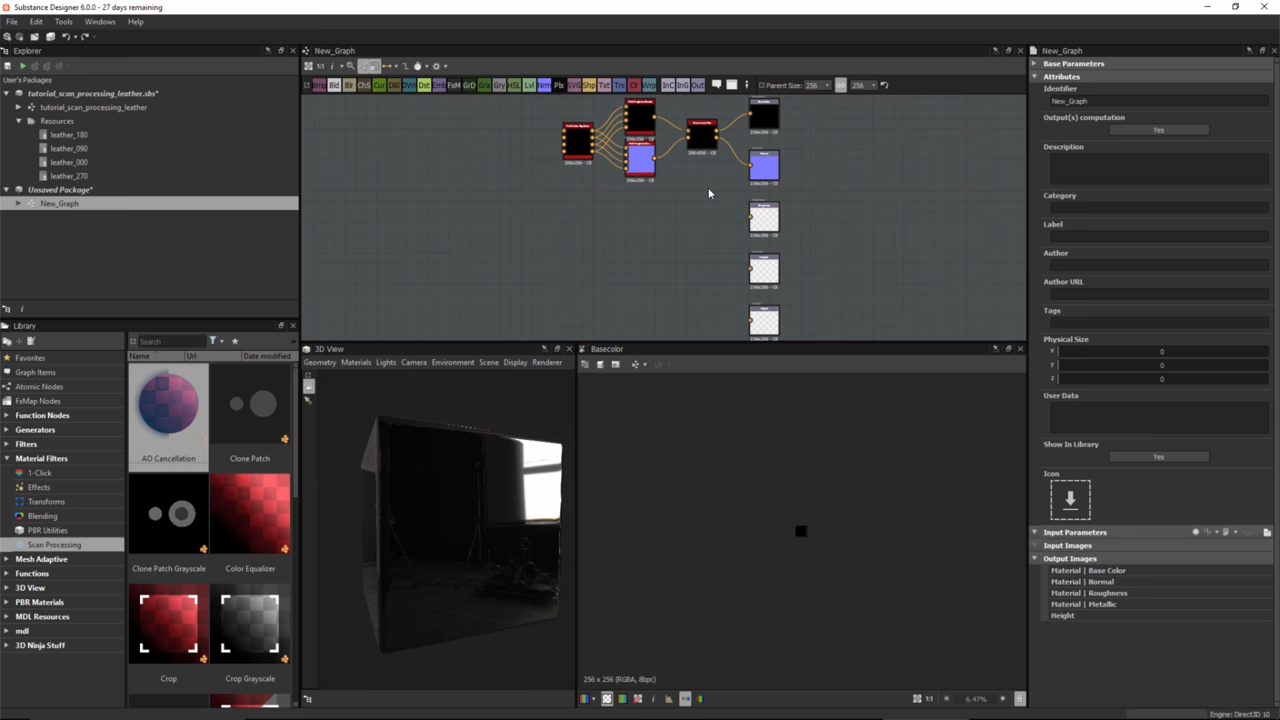 Substance Designer 6.0.0 - 27 days remaining
File Edit Tools Windows Help
Explorer
User's Packages
tutorial_scan_processing_leather.sbs*
tutorial_scan_processing_leather
Resources
leather_180
leather_090
leather_000
leather_270
Unsaved Package*
New_Graph
Library
Search
Name Url Date modified
Favorites
Graph Items
Atomic Nodes
FxMap Nodes
Function Nodes
Generators
Filters
Material Filters
1-Click
Effects
Transforms
Blending
PBR Utilities
Scan Processing
Mesh Adaptive
Functions
3D View
PBR Materials
MDL Resources
mdl
3D Ninja Stuff
AO Cancellation Clone Patch
Clone Patch Grayscale Color Equalizer
Crop Crop Grayscale
New_Graph
1:1
Parent Size: 256 256
3D View
Geometry Materials Lights Camera Environment Scene Display Renderer
Basecolor
256 x 256 (RGBA, 8bpc)
1:1 6.47%
New_Graph
Base Parameters
Attributes
Identifier
New_Graph
Output(s) computation
Yes
Description
Category
Label
Author
Author URL
Tags
Physical Size
x 0
y 0
z 0
User Data
Show In Library
Yes
Icon
Input Parameters
Input Images
Output Images
Material | Base Color
Material | Normal
Material | Roughness
Material | Metallic
Height
Engine: Direct3D 10